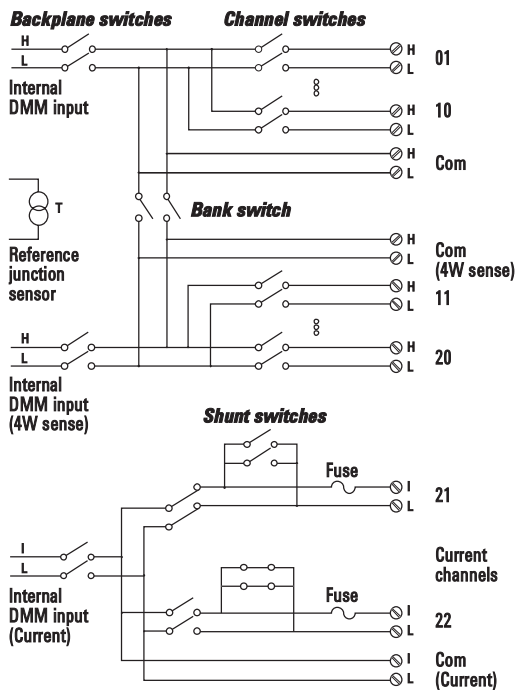 Backplane switches
Channel switches
H
L
Internal
DMM input
H
L
01
H
L
10
H
L
Com
T
Reference
junction
sensor
Bank switch
H
L
Com
(4W sense)
H
L
11
H
L
Internal
DMM input
(4W sense)
H
L
20
Shunt switches
Fuse
I
L
21
I
L
Internal
DMM input
(Current)
Current
channels
Fuse
I
L
22
I
L
Com
(Current)